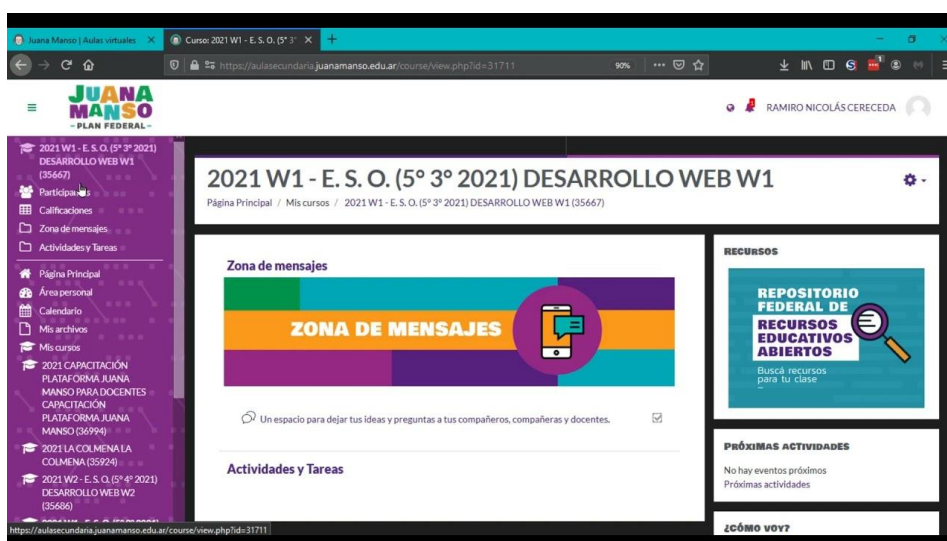 Juana Manso | Aulas virtuales
Curso: 2021 W1 - E. S. O. (5° 3°
https://aulasecundaria.juanamanso.edu.ar/course/view.php?id=31711
90%
JUANA
MANSO
- PLAN FEDERAL -
RAMIRO NICOLÁS CERECEDA
2021 W1 - E. S. O. (5° 3° 2021)
DESARROLLO WEB W1
(35667)
Participantes
Calificaciones
Zona de mensajes
Actividades y Tareas
Página Principal
Área personal
Calendario
Mis archivos
Mis cursos
2021 CAPACITACIÓN
PLATAFORMA JUANA
MANSO PARA DOCENTES
CAPACITACIÓN
PLATAFORMA JUANA
MANSO (36994)
2021 LA COLMENA LA
COLMENA (35924)
2021 W2 - E. S. O. (5° 4° 2021)
DESARROLLO WEB W2
(35686)
https://aulasecundaria.juanamanso.edu.ar/course/view.php?id=31711
2021 W1 - E. S. O. (5° 3° 2021) DESARROLLO WEB W1
Página Principal / Mis cursos / 2021 W1 - E. S. O. (5° 3° 2021) DESARROLLO WEB W1 (35667)
Zona de mensajes
ZONA DE MENSAJES
Un espacio para dejar tus ideas y preguntas a tus compañeros, compañeras y docentes.
Actividades y Tareas
RECURSOS
REPOSITORIO
FEDERAL DE
RECURSOS
EDUCATIVOS
ABIERTOS
Buscá recursos
para tu clase
PRÓXIMAS ACTIVIDADES
No hay eventos próximos
Próximas actividades
¿CÓMO VOY?